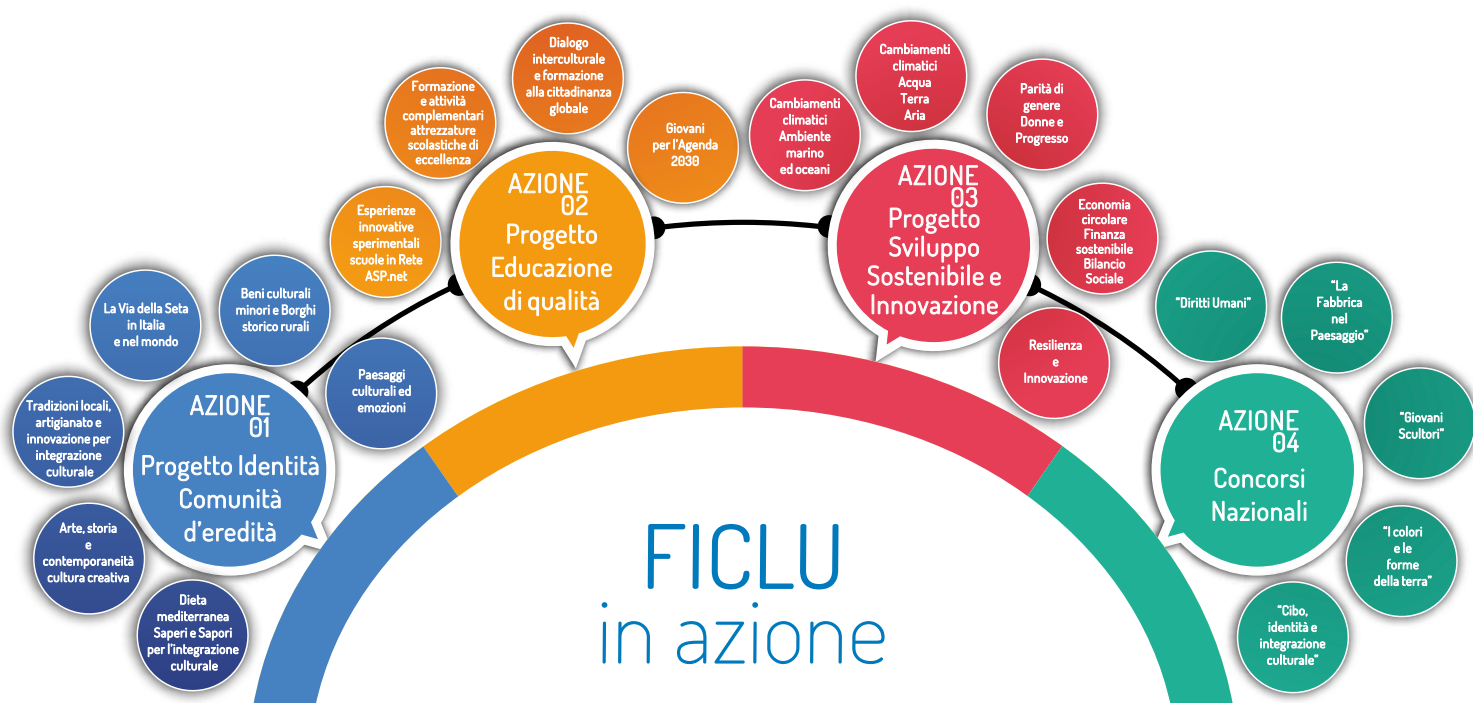 Dieta
mediterranea
Saperi e Sapori
per l'integrazione
culturale
Arte, storia
e
contemporaneità
cultura creativa
Tradizioni locali,
artigianato e
innovazione per
integrazione
culturale
La Via della Seta
in Italia
e nel mondo
Beni culturali
minori e Borghi
storico rurali
Paesaggi
culturali ed
emozioni
AZIONE
01
Progetto Identità
Comunità
d'eredità
Esperienze
innovative
sperimentali
scuole in Rete
ASP.net
Formazione
e attività
complementari
attrezzature
scolastiche di
eccellenza
Dialogo
interculturale
e formazione
alla cittadinanza
globale
Giovani
per l'Agenda
2030
AZIONE
02
Progetto
Educazione
di qualità
Cambiamenti
climatici
Ambiente
marino
ed oceani
Cambiamenti
climatici
Acqua
Terra
Aria
Parità di
genere
Donne e
Progresso
Economia
circolare
Finanza
sostenibile
Bilancio
Sociale
Resilienza
e
Innovazione
AZIONE
03
Progetto
Sviluppo
Sostenibile e
Innovazione
"Diritti Umani"
"La
Fabbrica
nel
Paesaggio"
"Giovani
Scultori"
"I colori
e le
forme
della terra"
"Cibo,
identità e
integrazione
culturale"
AZIONE
04
Concorsi
Nazionali
FICLU
in azione